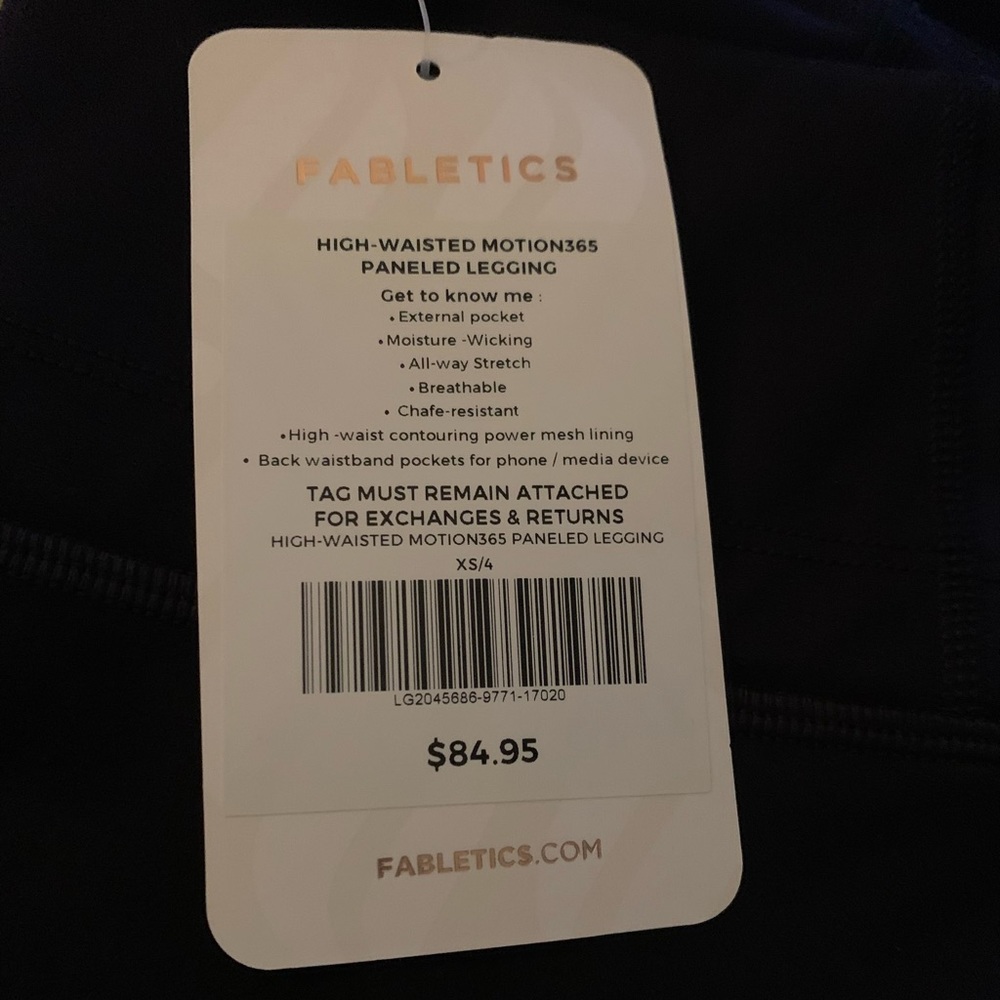 FABLETICS
HIGH-WAISTED MOTION365
PANELED LEGGING
Get to know me :
• External pocket
• Moisture -Wicking
• All-way Stretch
• Breathable
• Chafe-resistant
• High -waist contouring power mesh lining
• Back waistband pockets for phone / media device
TAG MUST REMAIN ATTACHED
FOR EXCHANGES & RETURNS
HIGH-WAISTED MOTION365 PANELED LEGGING
XS/4
LG2045686-9771-17020
$84.95
FABLETICS.COM